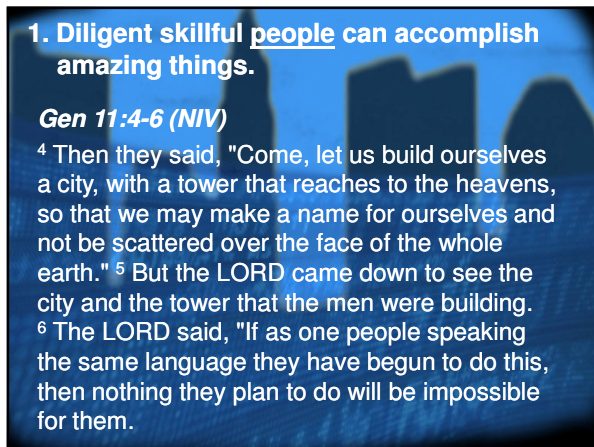 1. Diligent skillful people can accomplish
amazing things.
Gen 11:4-6 (NIV)
4 Then they said, "Come, let us build ourselves
a city, with a tower that reaches to the heavens,
so that we may make a name for ourselves and
not be scattered over the face of the whole
earth." 5 But the LORD came down to see the
city and the tower that the men were building.
6 The LORD said, "If as one people speaking
the same language they have begun to do this,
then nothing they plan to do will be impossible
for them.